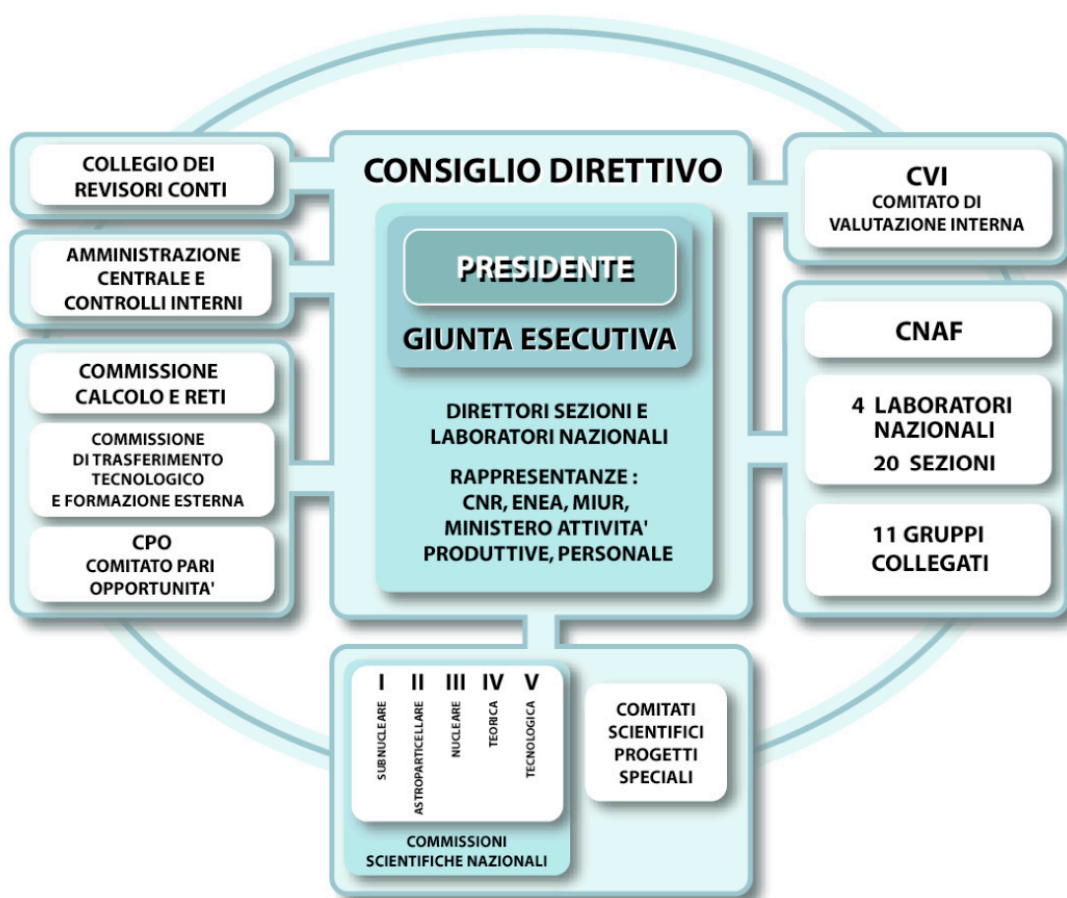 COLLEGIO DEI
REVISORI CONTI
AMMINISTRAZIONE
CENTRALE E
CONTROLLI INTERNI
COMMISSIONE
CALCOLO E RETI
COMMISSIONE
DI TRASFERIMENTO
TECNOLOGICO
E FORMAZIONE ESTERNA
CPO
COMITATO PARI
OPPORTUNITA'
CONSIGLIO DIRETTIVO
PRESIDENTE
GIUNTA ESECUTIVA
DIRETTORI SEZIONI E
LABORATORI NAZIONALI
RAPPRESENTANZE :
CNR, ENEA, MIUR,
MINISTERO ATTIVITA'
PRODUTTIVE, PERSONALE
CVI
COMITATO DI
VALUTAZIONE INTERNA
CNAF
4 LABORATORI
NAZIONALI
20 SEZIONI
11 GRUPPI
COLLEGATI
I II III IV V
SUBNUCLEARE
ASTROPARTICELLARE
NUCLEARE
TEORICA
TECNOLOGICA
COMMISSIONI
SCIENTIFICHE NAZIONALI
COMITATI
SCIENTIFICI
PROGETTI
SPECIALI